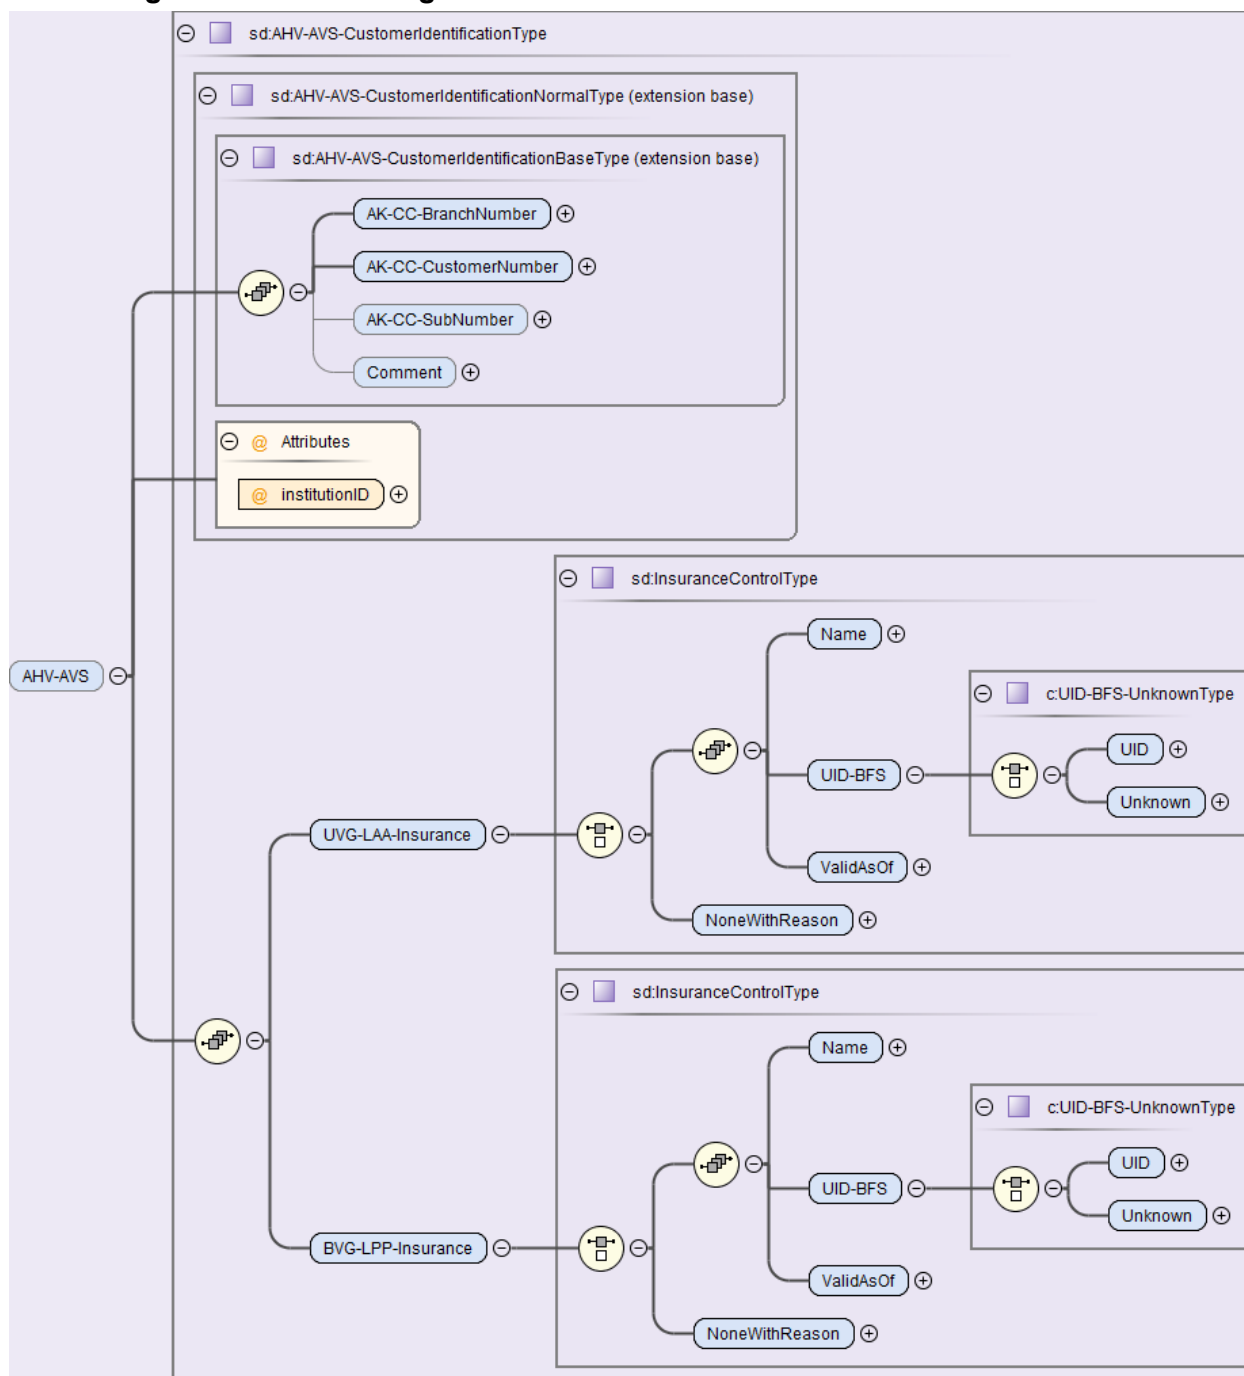 sd:AHV-AVS-CustomerIdentificationType
sd:AHV-AVS-CustomerIdentificationNormalType (extension base)
sd:AHV-AVS-CustomerIdentificationBaseType (extension base)
AK-CC-BranchNumber
AK-CC-CustomerNumber
AK-CC-SubNumber
Comment
@ Attributes
@ institutionID
AHV-AVS
sd:InsuranceControlType
Name
c:UID-BFS-UnknownType
UID
UID-BFS
Unknown
UVG-LAA-Insurance
ValidAsOf
NoneWithReason
sd:InsuranceControlType
Name
c:UID-BFS-UnknownType
UID
UID-BFS
Unknown
BVG-LPP-Insurance
ValidAsOf
NoneWithReason